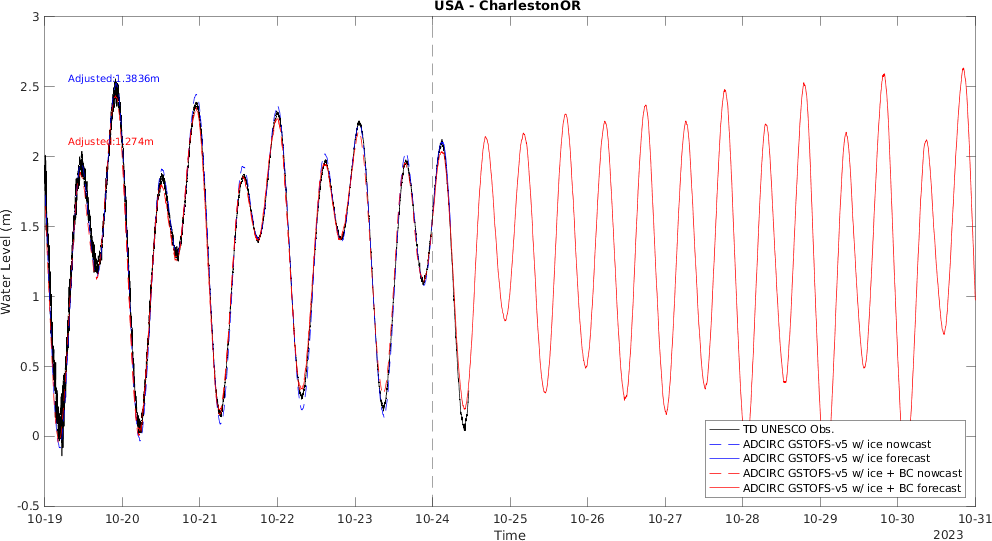 USA - CharlestonOR
3
2.5
2
1.5
1
0.5
0
-0.5
Water Level (m)
Adjusted:1.3836m
Adjusted:1.274m
TD UNESCO Obs.
ADCIRC GSTOFS-v5 w/ ice nowcast
ADCIRC GSTOFS-v5 w/ ice forecast
ADCIRC GSTOFS-v5 w/ ice + BC nowcast
ADCIRC GSTOFS-v5 w/ ice + BC forecast
10-19 10-20 10-21 10-22 10-23 10-24 10-25 10-26 10-27 10-28 10-29 10-30 10-31
Time
2023